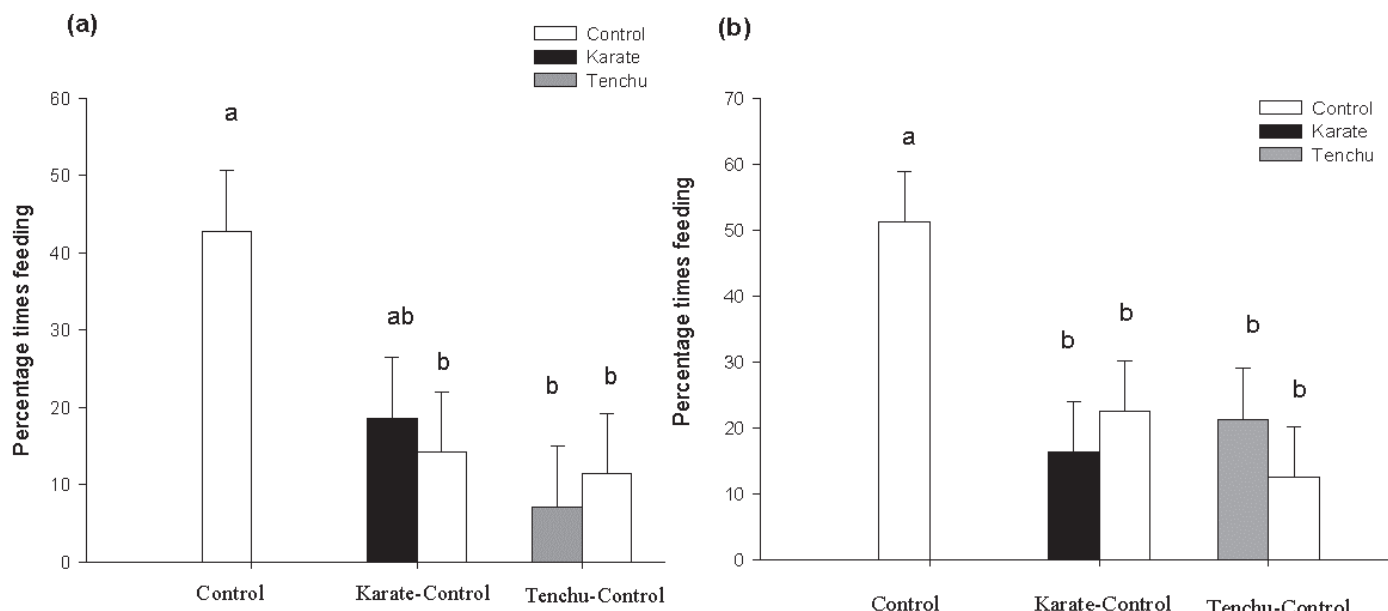 (a)
Control
Karate
Tenchu
60
50
40
30
20
10
0
Percentage times feeding
a
ab
b
b
b
Control
Karate-Control
Tenchu-Control
(b)
Control
Karate
Tenchu
70
60
50
40
30
20
10
0
Percentage times feeding
a
b
b
b
b
Control
Karate-Control
Tenchu-Control